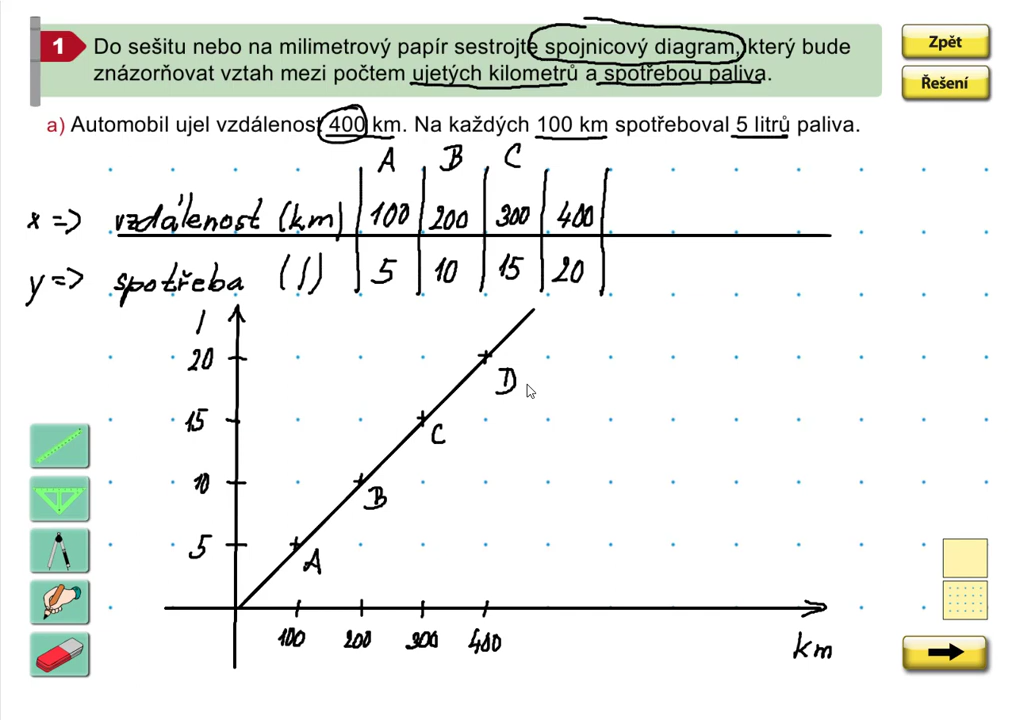 1 Do sešitu nebo na milimetrový papír sestrojte spojnicový diagram, který bude
znázorňovat vztah mezi počtem ujetých kilometrů a spotřebou paliva.
Zpět
Řešení
a) Automobil ujel vzdálenost 400 km. Na každých 100 km spotřeboval 5 litrů paliva.
A B C
x => vzdálenost (km) 100 200 300 400
y => spotřeba (l) 5 10 15 20
l
20
D
15
C
10
B
5
A
100 200 300 400
km